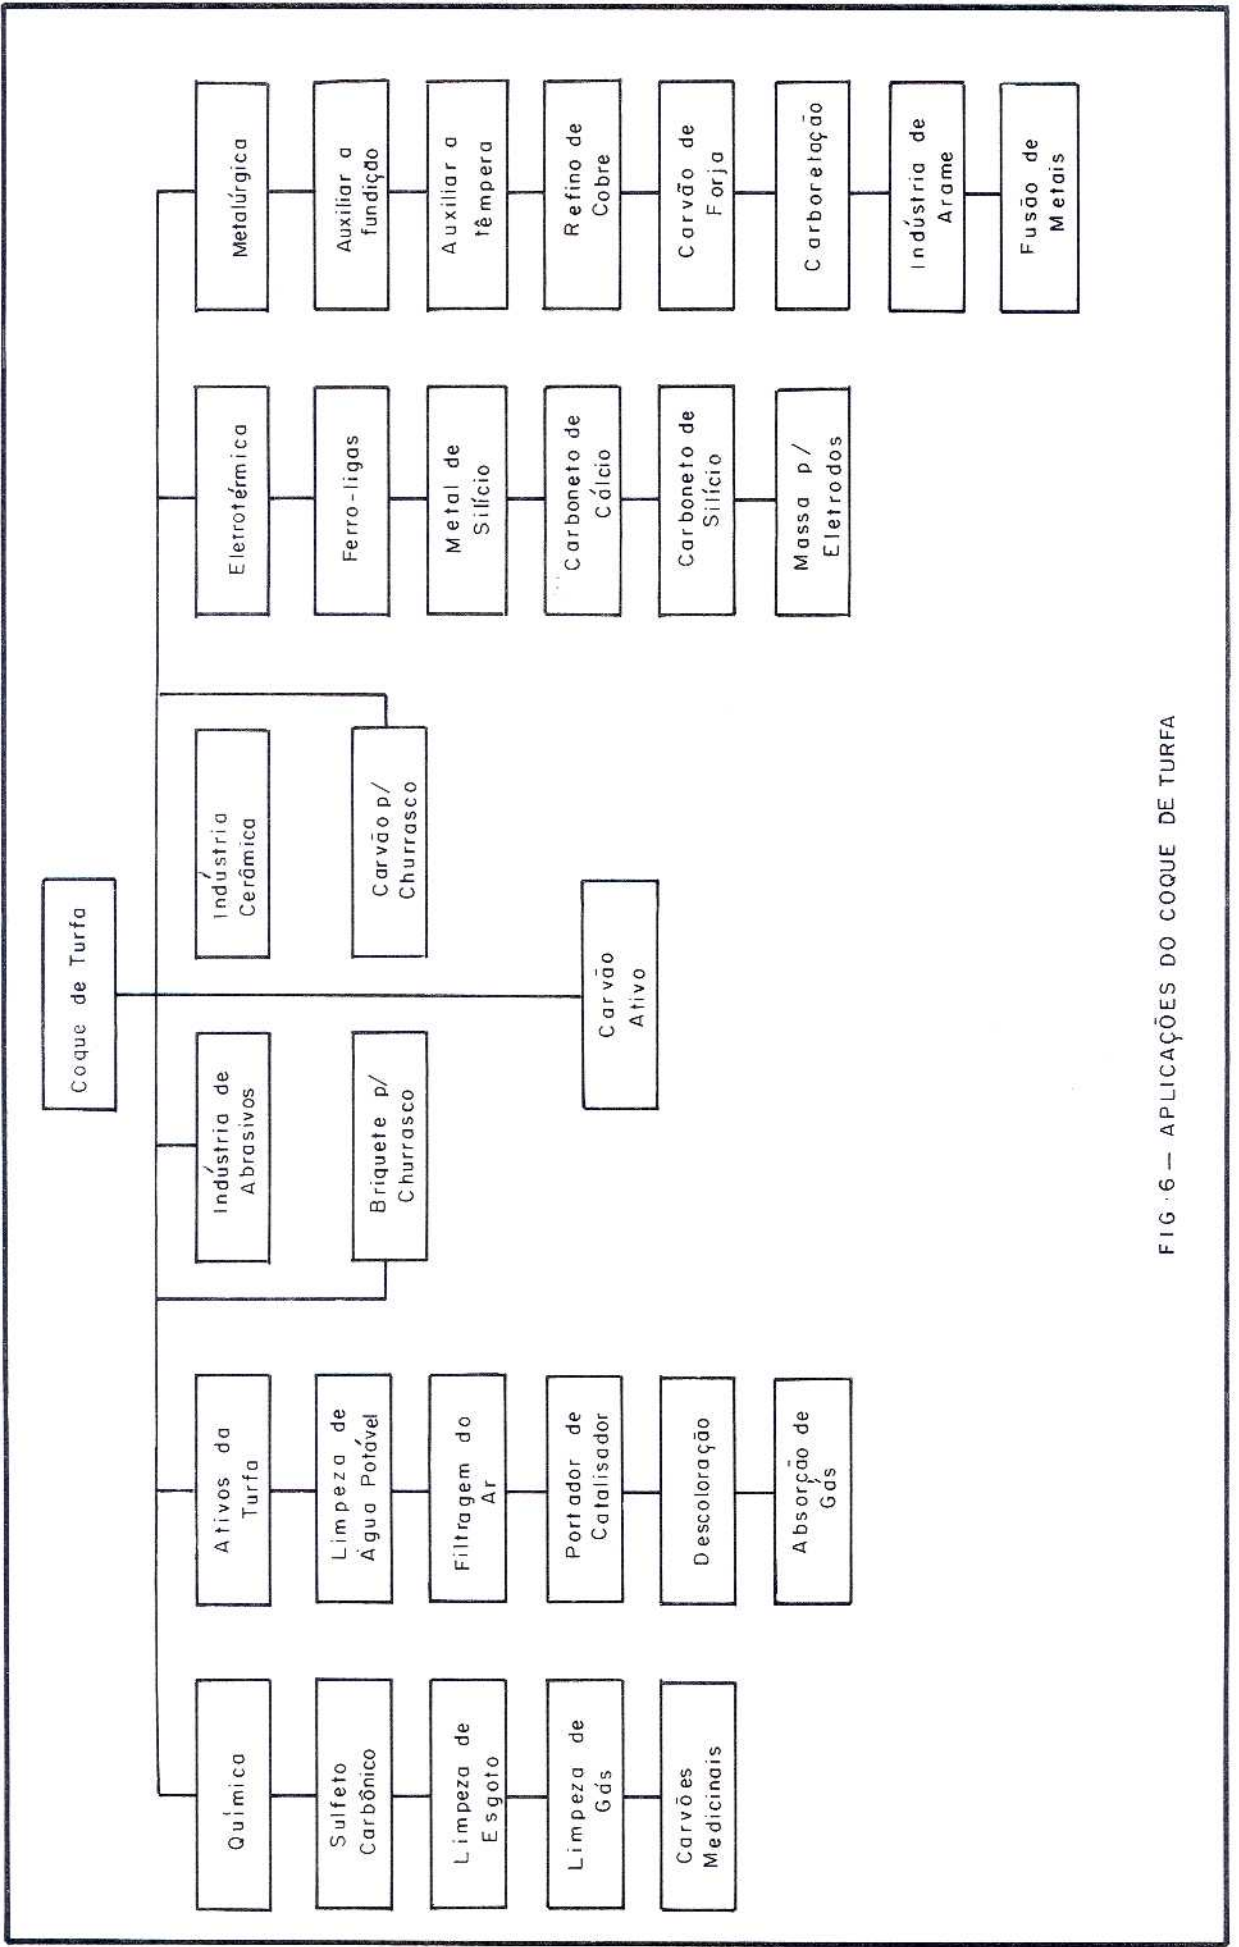 Coque de Turfa
Química
Sulfeto
Carbônico
Limpeza de
Esgoto
Limpeza de
Gás
Carvões
Medicinais
Ativos da
Turfa
Limpeza de
Água Potável
Filtragem do
Ar
Portador de
Catalisador
Descoloração
Absorção de
Gás
Indústria de
Abrasivos
Briquete p/
Churrasco
Carvão
Ativo
Indústria
Cerâmica
Carvão p/
Churrasco
Eletrotérmica
Ferro-ligas
Metal de
Silício
Carboneto de
Cálcio
Carboneto de
Silício
Massa p/
Eletrodos
Metalúrgica
Auxiliar a
fundição
Auxiliar a
têmpera
Refino de
Cobre
Carvão de
Forja
Carboretação
Indústria de
Arame
Fusão de
Metais
FIG. 6 — APLICAÇÕES DO COQUE DE TURFA